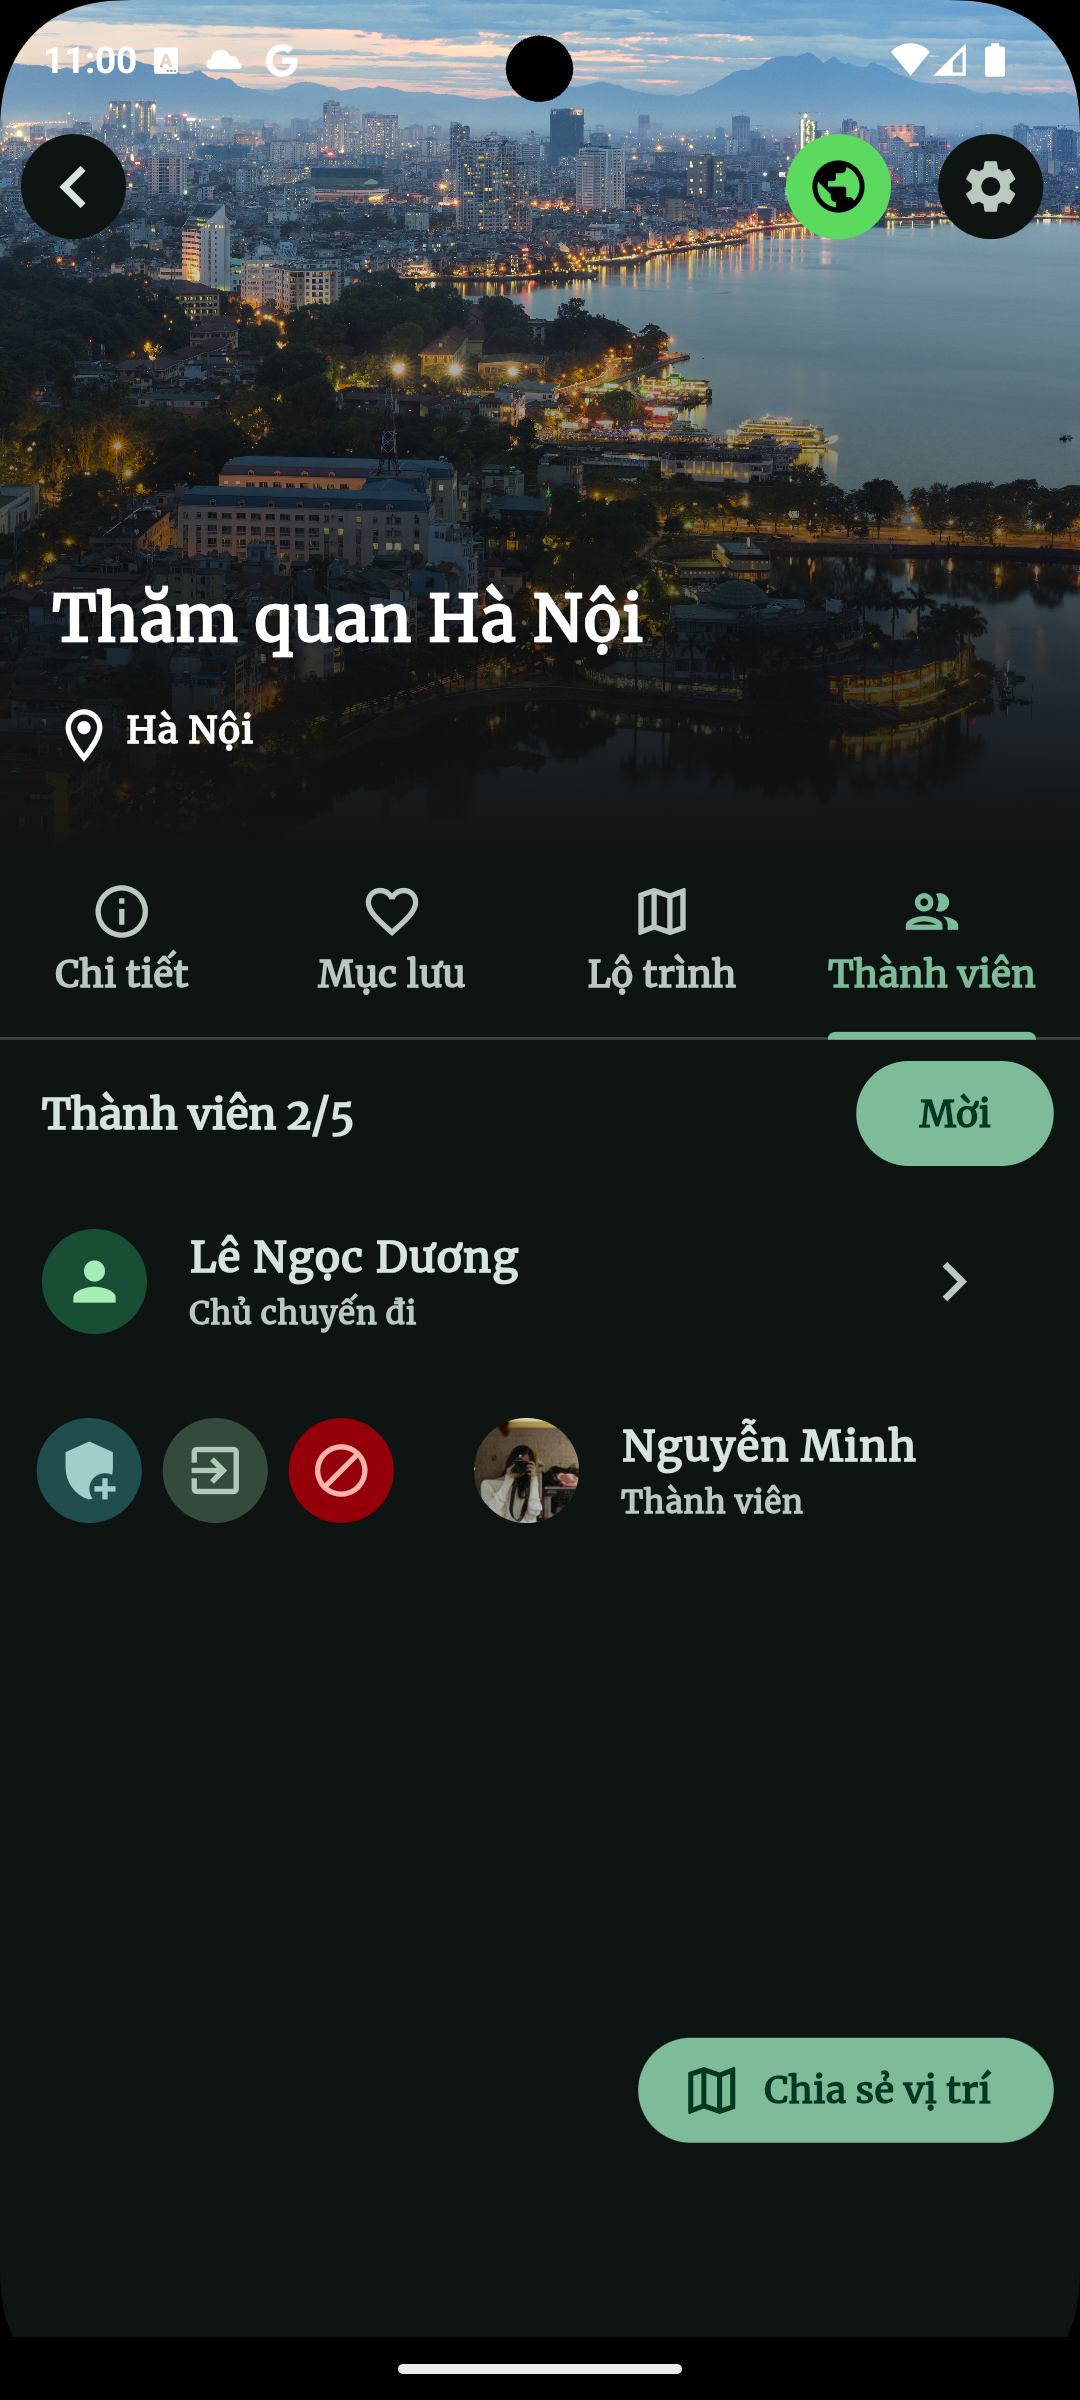 11:00
Thăm quan Hà Nội
Hà Nội
Chi tiết
Mục lưu
Lộ trình
Thành viên
Thành viên 2/5
Mời
Lê Ngọc Dương
Chủ chuyến đi
Nguyễn Minh
Thành viên
Chia sẻ vị trí